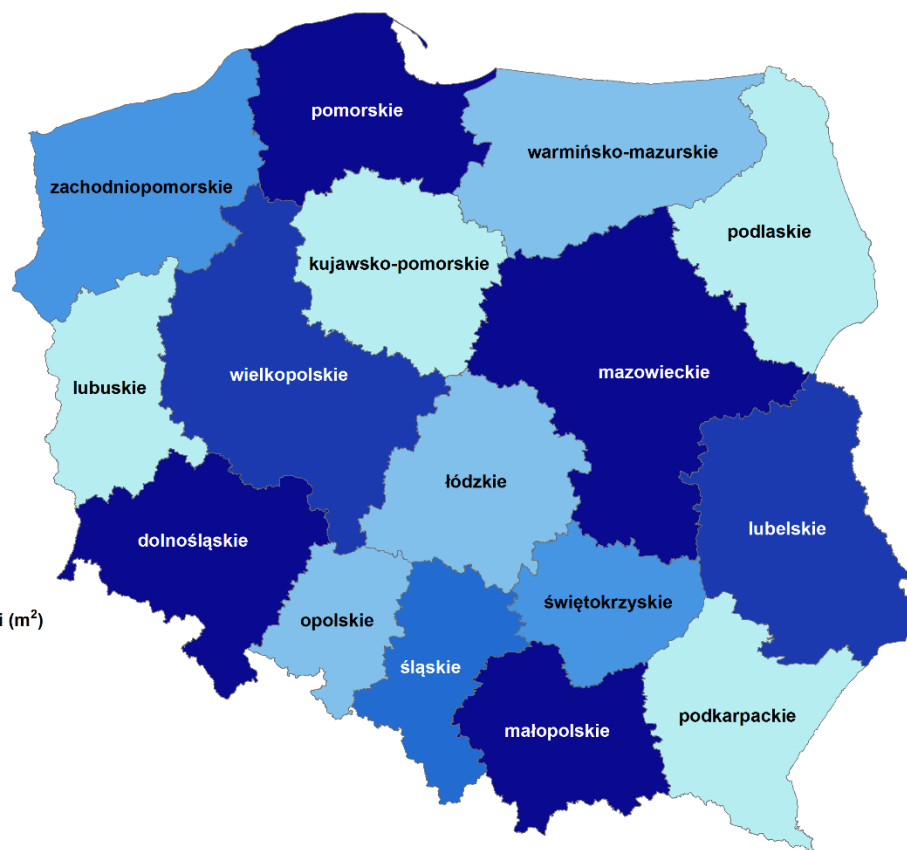 pomorskie
warmińsko-mazurskie
zachodniopomorskie
podlaskie
kujawsko-pomorskie
mazowieckie
wielkopolskie
lubuskie
łódzkie
lubelskie
dolnośląskie
świętokrzyskie
i (m²)
opolskie
śląskie
podkarpackie
małopolskie